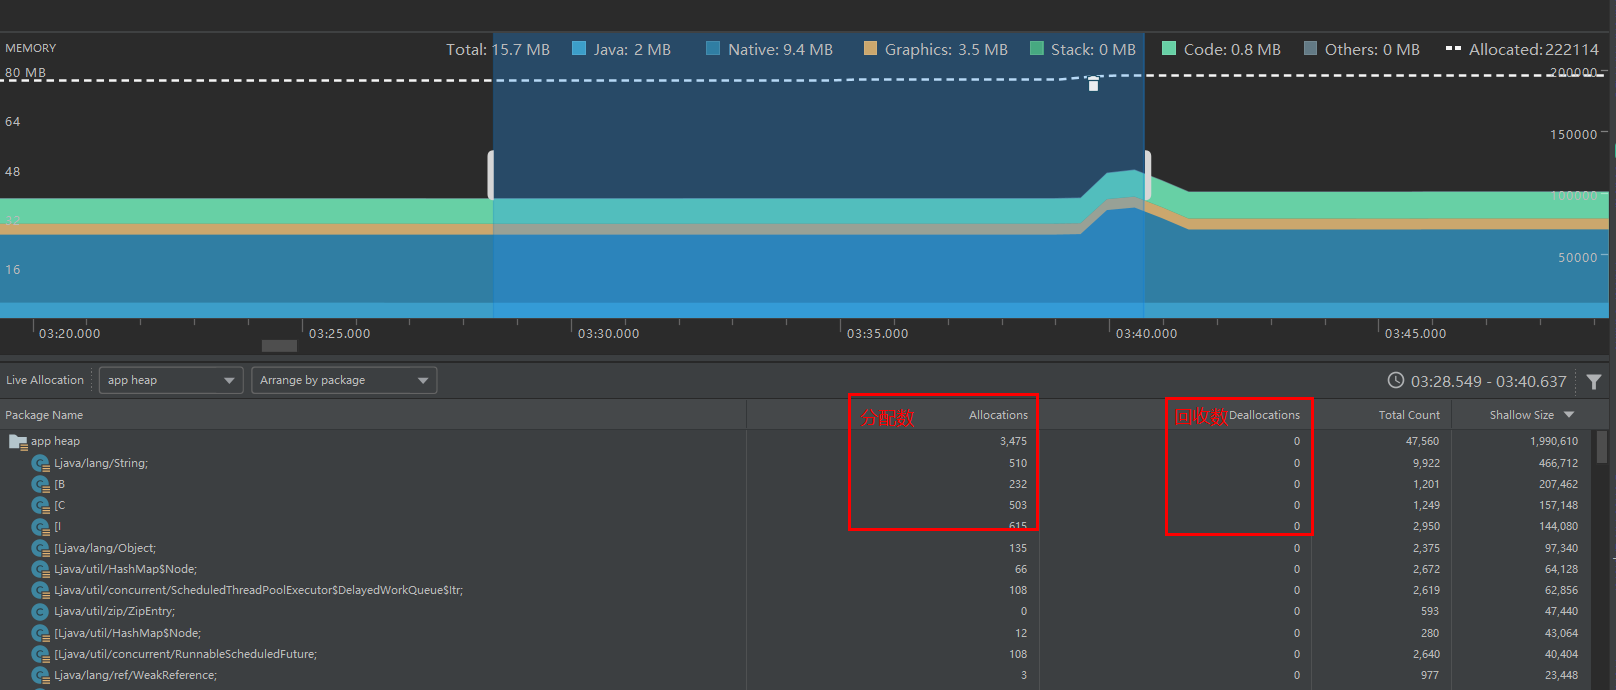 MEMORY Total: 15.7 MB Java: 2 MB Native: 9.4 MB Graphics: 3.5 MB Stack: 0 MB Code: 0.8 MB Others: 0 MB Allocated: 222114
80 MB 200000
64
150000
48
100000
32
50000
16
03:20.000 03:25.000 03:30.000 03:35.000 03:40.000 03:45.000
Live Allocation app heap Arrange by package 03:28.549 - 03:40.637
Package Name 分配数 Allocations 回收数 Deallocations Total Count Shallow Size
app heap 3,475 0 47,560 1,990,610
Ljava/lang/String; 510 0 9,922 466,712
[B 232 0 1,201 207,462
[C 503 0 1,249 157,148
[I 615 0 2,950 144,080
[Ljava/lang/Object; 135 0 2,375 97,340
Ljava/util/HashMap$Node; 66 0 2,672 64,128
Ljava/util/concurrent/ScheduledThreadPoolExecutor$DelayedWorkQueue$Itr; 108 0 2,619 62,856
Ljava/util/zip/ZipEntry; 0 0 593 47,440
[Ljava/util/HashMap$Node; 12 0 280 43,064
[Ljava/util/concurrent/RunnableScheduledFuture; 108 0 2,640 40,404
Ljava/lang/ref/WeakReference; 3 0 977 23,448